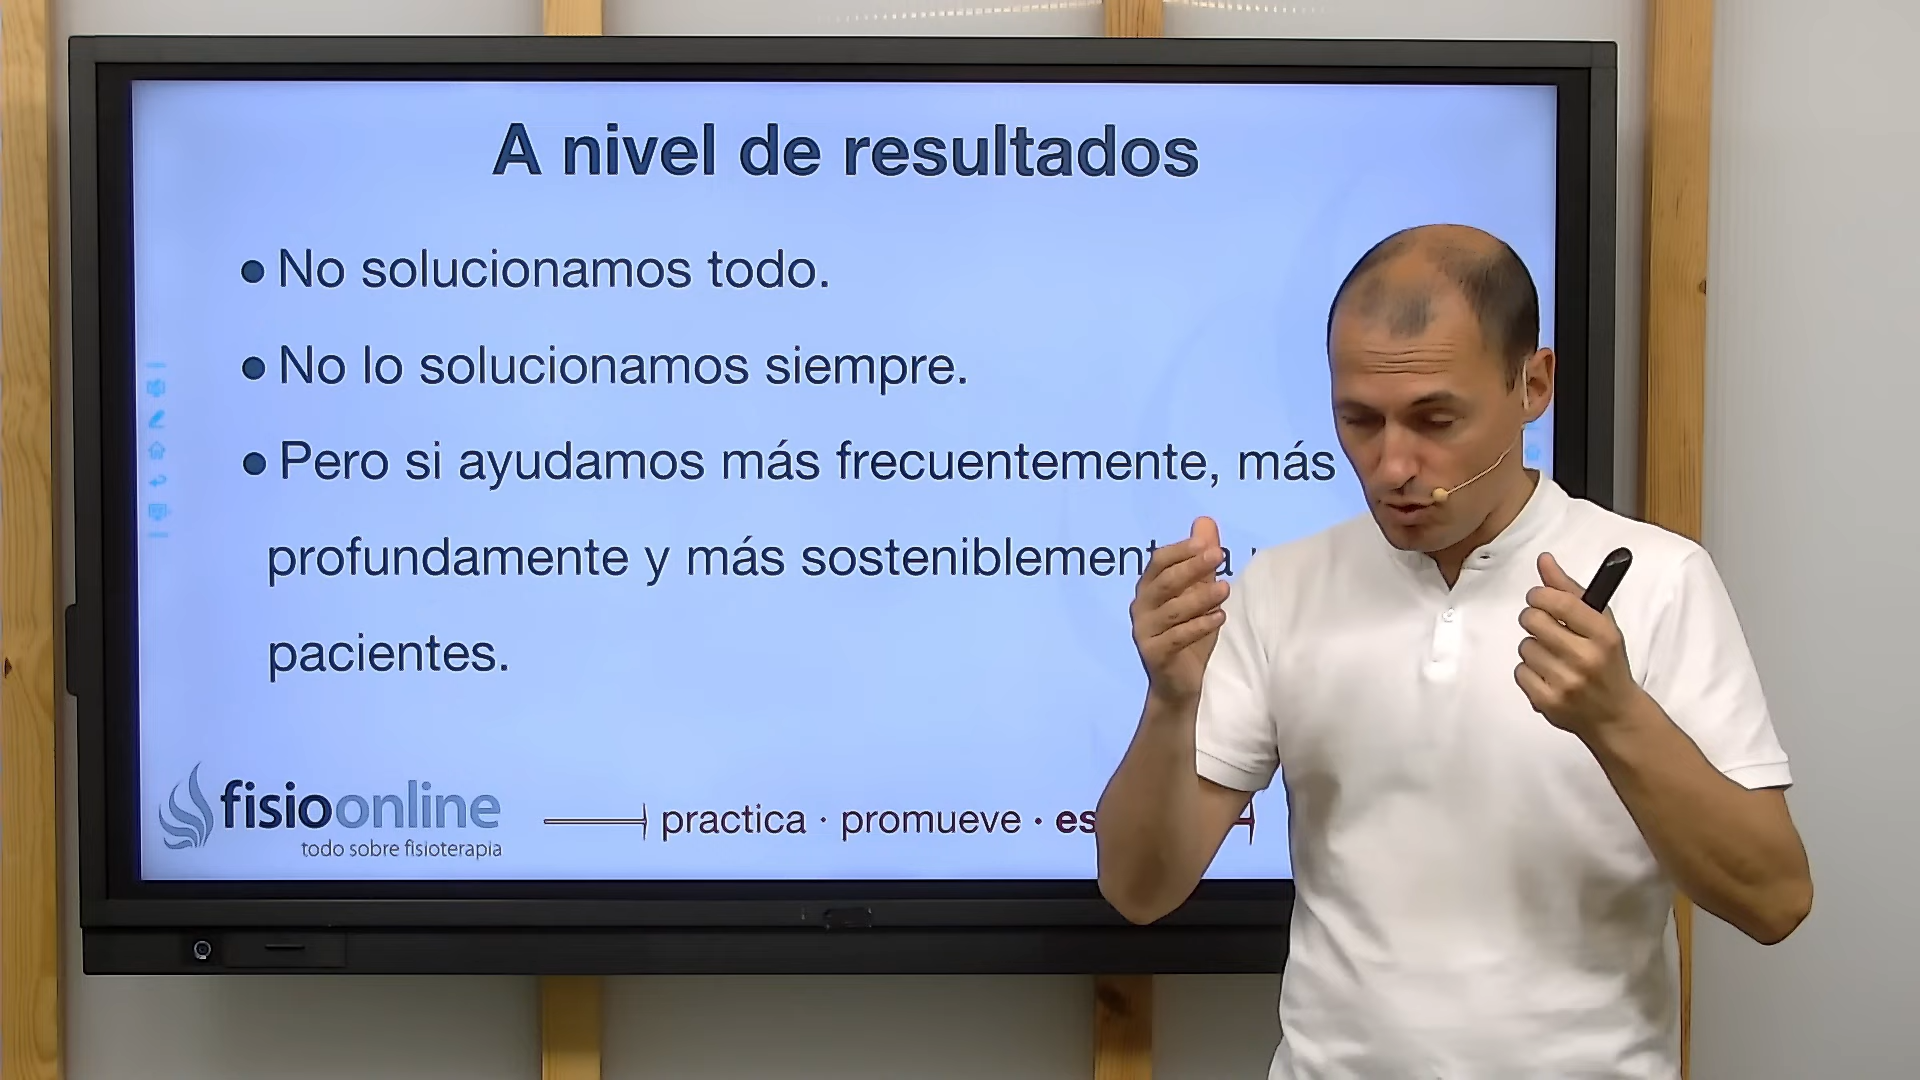 A nivel de resultados
• No solucionamos todo.
• No lo solucionamos siempre.
• Pero si ayudamos más frecuentemente, más
profundamente y más
pacientes.
fisioonline
todo sobre fisioterapia
practica · promueve ·